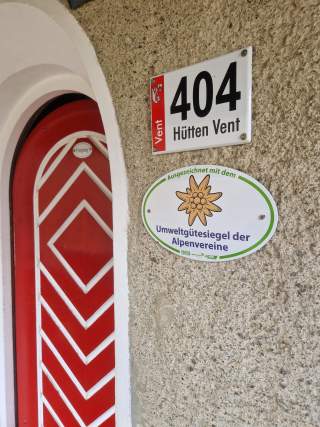 Vent
404
Hütten Vent
Ausgezeichnet mit dem
Umweltgütesiegel der
Alpenvereine